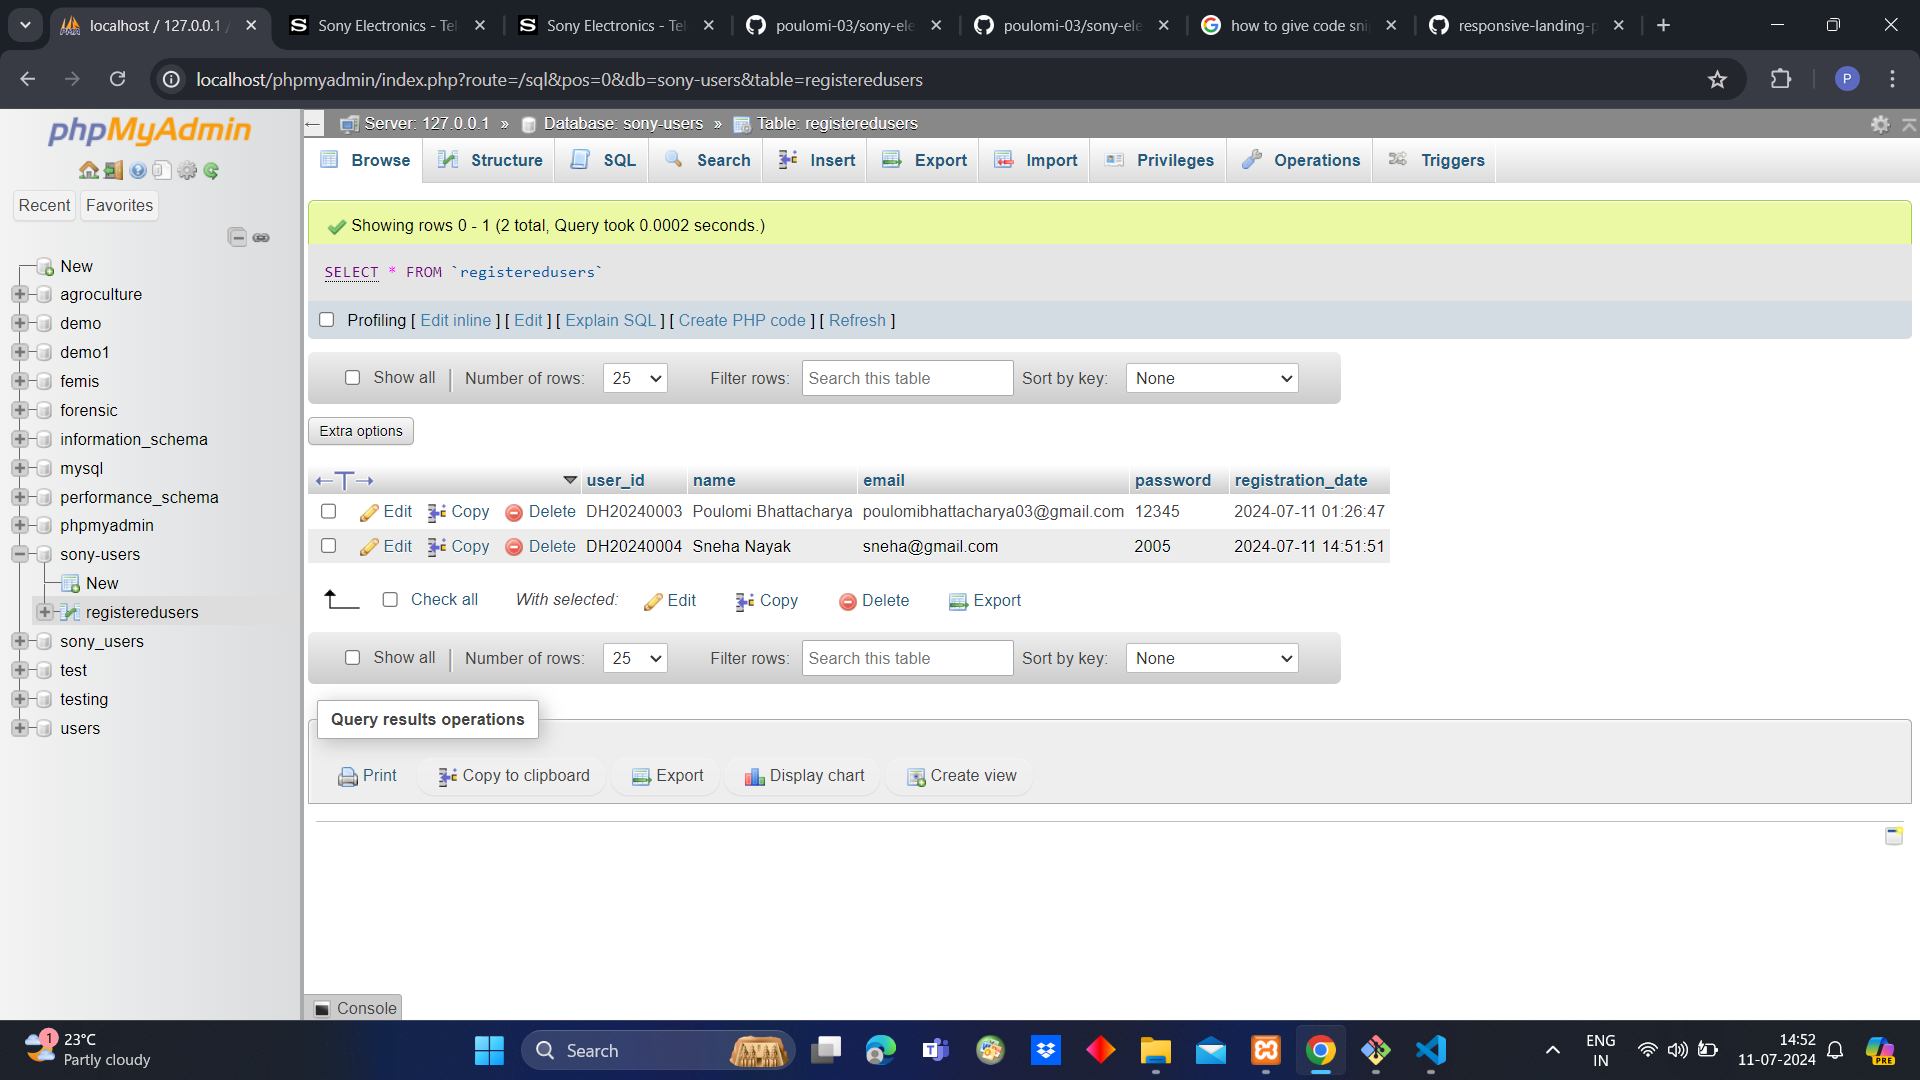 localhost / 127.0.0.1 /
Sony Electronics - Tel
Sony Electronics - Tel
poulomi-03/sony-ele
poulomi-03/sony-ele
how to give code sni
responsive-landing-p
localhost/phpmyadmin/index.php?route=/sql&pos=0&db=sony-users&table=registeredusers
P
phpMyAdmin
Recent
Favorites
New
agroculture
demo
demo1
femis
forensic
information_schema
mysql
performance_schema
phpmyadmin
sony-users
New
registeredusers
sony_users
test
testing
users
Server: 127.0.0.1 » Database: sony-users » Table: registeredusers
Browse Structure SQL Search Insert Export Import Privileges Operations Triggers
Showing rows 0 - 1 (2 total, Query took 0.0002 seconds.)
SELECT * FROM `registeredusers`
Profiling [ Edit inline ] [ Edit ] [ Explain SQL ] [ Create PHP code ] [ Refresh ]
Show all Number of rows: 25 Filter rows: Search this table Sort by key: None
Extra options
←T→ user_id name email password registration_date
Edit Copy Delete DH20240003 Poulomi Bhattacharya poulomibhattacharya03@gmail.com 12345 2024-07-11 01:26:47
Edit Copy Delete DH20240004 Sneha Nayak sneha@gmail.com 2005 2024-07-11 14:51:51
Check all With selected: Edit Copy Delete Export
Show all Number of rows: 25 Filter rows: Search this table Sort by key: None
Query results operations
Print Copy to clipboard Export Display chart Create view
Console
1
23°C
Partly cloudy
Search
ENG
IN
14:52
11-07-2024
PRE